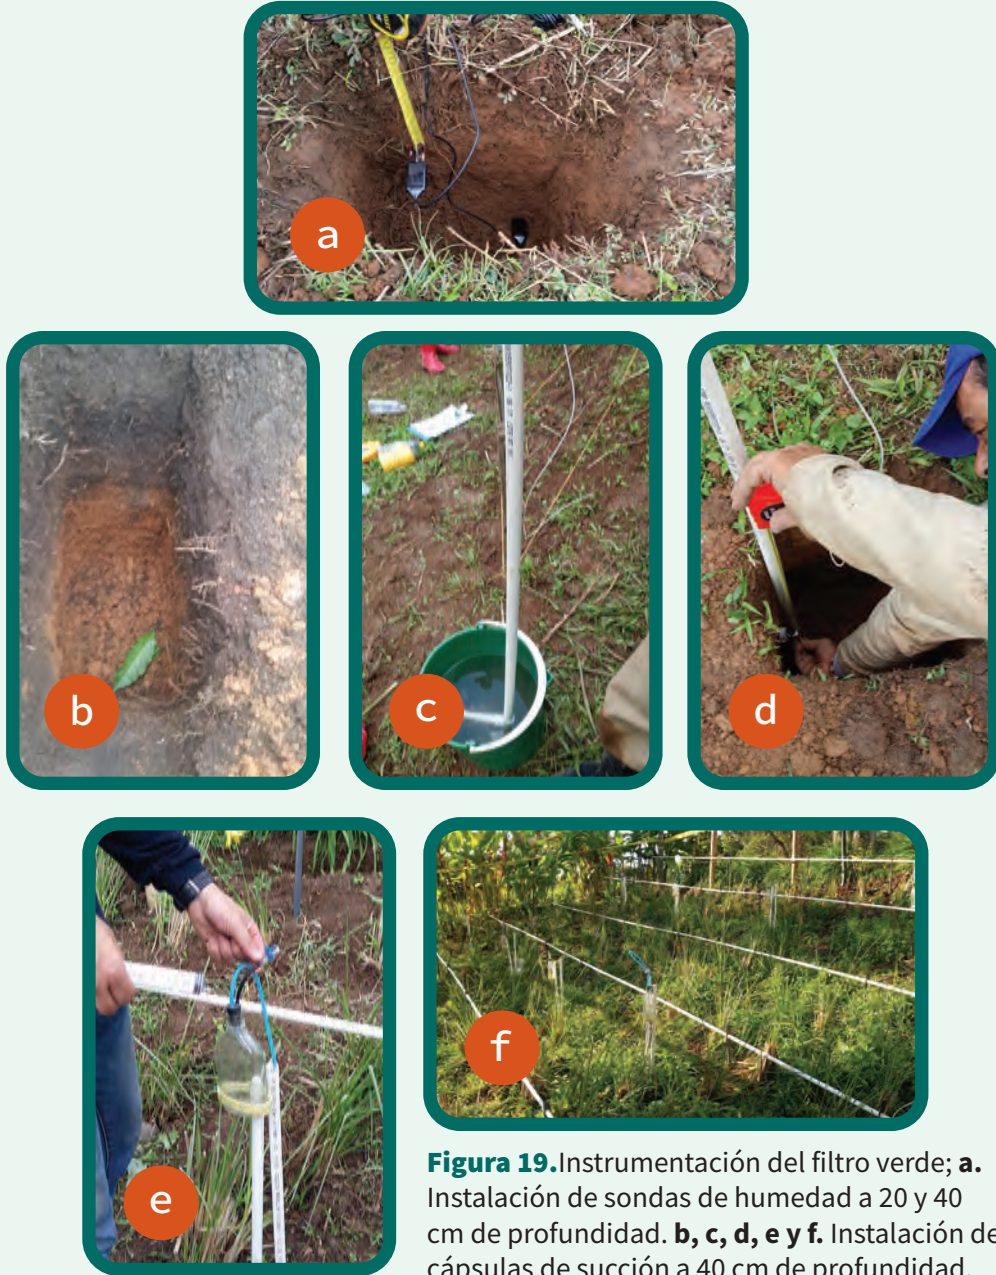 a
b
c
d
e
f
Figura 19.Instrumentación del filtro verde; a.
Instalación de sondas de humedad a 20 y 40
cm de profundidad. b, c, d, e y f. Instalación de
cápsulas de succión a 40 cm de profundidad.